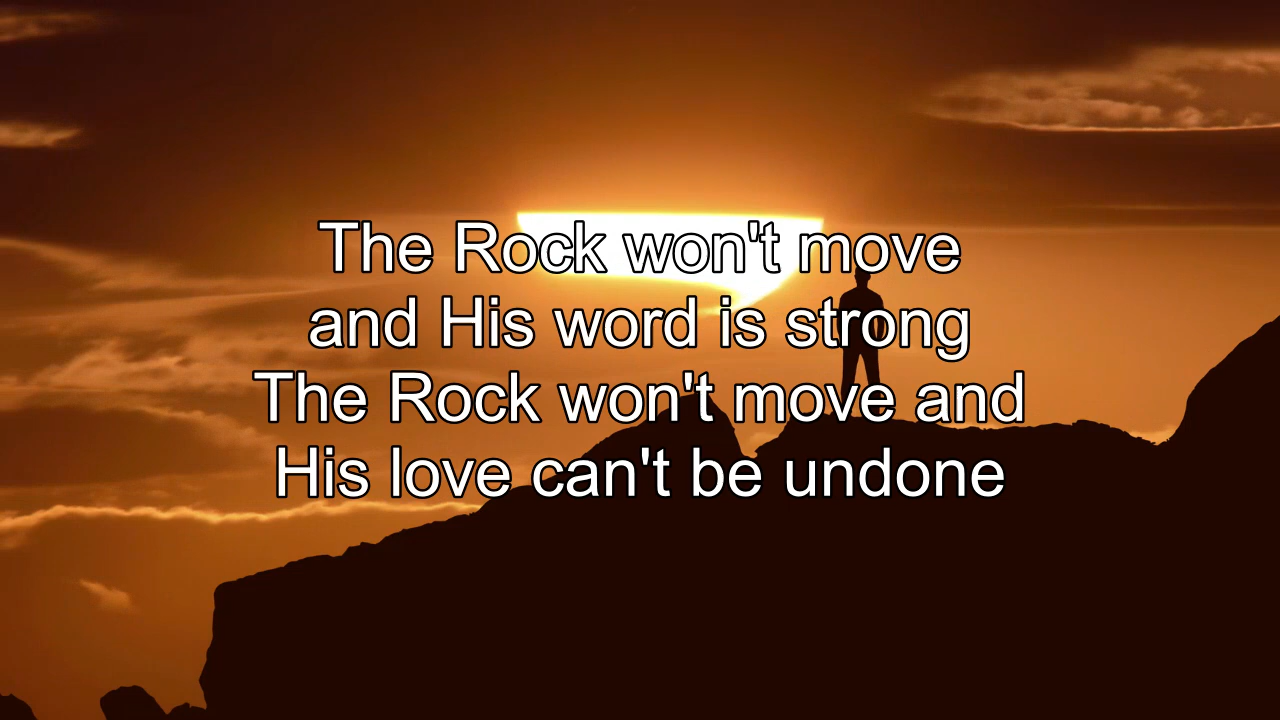 The Rock won't move
and His word is strong
The Rock won't move and
His love can't be undone